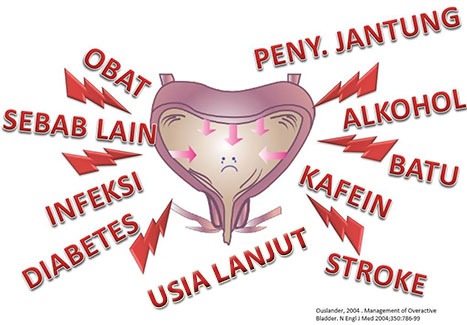 OBAT
PENY. JANTUNG
SEBAB LAIN
ALKOHOL
INFEKSI
BATU
DIABETES
KAFEIN
USIA LANJUT
STROKE
Ouslander, 2004 . Management of Overactive
Bladder. N Engl J Med 2004;350:786-99